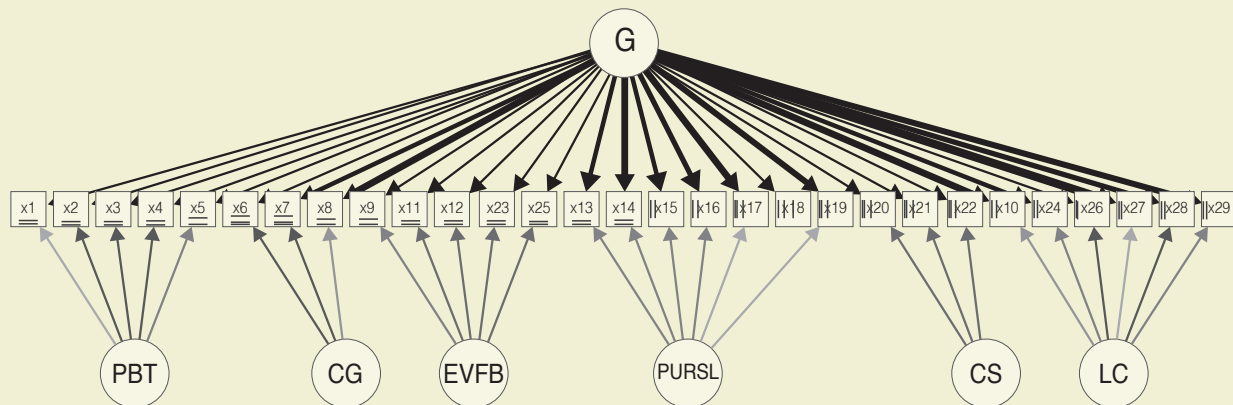 G
x1 x2 x3 x4 x5 x6 x7 x8 x9 x11 x12 x23 x25 x13 x14 x15 x16 x17 x18 x19 x20 x21 x22 x10 x24 x26 x27 x28 x29
PBT CG EVFB PURSL CS LC